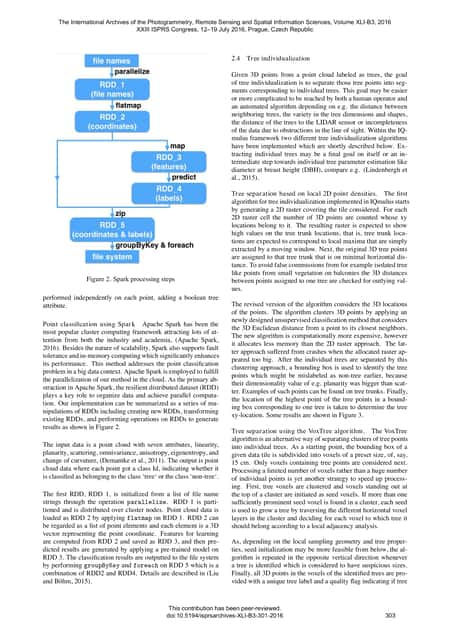 The International Archives of the Photogrammetry, Remote Sensing and Spatial Information Sciences, Volume XLI-B3, 2016
XXIII ISPRS Congress, 12–19 July 2016, Prague, Czech Republic
file names
parallelize
RDD_1
(file names)
flatmap
RDD_2
(coordinates)
map
RDD_3
(features)
predict
RDD_4
(labels)
zip
RDD_5
(coordinates & labels)
groupByKey & foreach
file system
Figure 2. Spark processing steps
performed independently on each point, adding a boolean tree
attribute.
Point classification using Spark Apache Spark has been the
most popular cluster computing framework attracting lots of at-
tention from both the industry and academia, (Apache Spark,
2016). Besides the nature of scalability, Spark also supports fault
tolerance and in-memory computing which significantly enhances
its performance. This method addresses the point classification
problem in a big data context. Apache Spark is employed to fulfill
the parallelization of our method in the cloud. As the primary ab-
straction in Apache Spark, the resilient distributed dataset (RDD)
plays a key role to organize data and achieve parallel computa-
tion. Our implementation can be summarized as a series of ma-
nipulations of RDDs including creating new RDDs, transforming
existing RDDs, and performing operations on RDDs to generate
results as shown in Figure 2.
The input data is a point cloud with seven attributes, linearity,
planarity, scattering, omnivariance, anisotropy, eigenentropy, and
change of curvature, (Demantké et al., 2011). The output is point
cloud data where each point got a class Id, indicating whether it
is classified as belonging to the class 'tree' or the class 'non-tree'.
The first RDD, RDD 1, is initialized from a list of file name
strings through the operation parallelize. RDD 1 is parti-
tioned and is distributed over cluster nodes. Point cloud data is
loaded as RDD 2 by applying flatmap on RDD 1. RDD 2 can
be regarded as a list of point elements and each element is a 3D
vector representing the point coordinate. Features for learning
are computed from RDD 2 and saved as RDD 3, and then pre-
dicted results are generated by applying a pre-trained model on
RDD 3. The classification results are outputted to the file system
by performing groupByKey and foreach on RDD 5 which is a
combination of RDD2 and RDD4. Details are described in (Liu
and Böhm, 2015).
2.4 Tree individualization
Given 3D points from a point cloud labeled as trees, the goal
of tree individualization is to separate those tree points into seg-
ments corresponding to individual trees. This goal may be easier
or more complicated to be reached by both a human operator and
an automated algorithm depending on e.g. the distance between
neighboring trees, the variety in the tree dimensions and shapes,
the distance of the trees to the LIDAR sensor or incompleteness
of the data due to obstructions in the line of sight. Within the IQ-
mulus framework two different tree individualization algorithms
have been implemented which are shortly described below. Ex-
tracting individual trees may be a final goal on itself or an in-
termediate step towards individual tree parameter estimation like
diameter at breast height (DBH), compare e.g. (Lindenbergh et
al., 2015).
Tree separation based on local 2D point densities. The first
algorithm for tree individualization implemented in IQmulus starts
by generating a 2D raster covering the tile considered. For each
2D raster cell the number of 3D points are counted whose xy
locations belong to it. The resulting raster is expected to show
high values on the tree trunk locations, that is, tree trunk loca-
tions are expected to correspond to local maxima that are simply
extracted by a moving window. Next, the original 3D tree points
are assigned to that tree trunk that is on minimal horizontal dis-
tance. To avoid false commissions from for example isolated tree
like points from small vegetation on balconies the 3D distances
between points assigned to one tree are checked for outlying val-
ues.
The revised version of the algorithm considers the 3D locations
of the points. The algorithm clusters 3D points by applying an
newly designed unsupervised classification method that considers
the 3D Euclidean distance from a point to its closest neighbors.
The new algorithm is computationally more expensive, however
it allocates less memory than the 2D raster approach. The lat-
ter approach suffered from crashes when the allocated raster ap-
peared too big. After the individual trees are separated by this
clustering approach, a bounding box is used to identify the tree
points which might be mislabeled as non-tree earlier, because
their dimensionality value of e.g. planarity was bigger than scat-
ter. Examples of such points can be found on tree trunks. Finally,
the locations of the highest point of the tree points in a bound-
ing box corresponding to one tree is taken to determine the tree
xy-location. Some results are shown in Figure 3.
Tree separation using the VoxTree algorithm. The VoxTree
algorithm is an alternative way of separating clusters of tree points
into individual trees. As a starting point, the bounding box of a
given data tile is subdivided into voxels of a preset size, of, say,
15 cm. Only voxels containing tree points are considered next.
Processing a limited number of voxels rather than a huge number
of individual points is yet another strategy to speed up process-
ing. First, tree voxels are clustered and voxels standing out at
the top of a cluster are initiated as seed voxels. If more than one
sufficiently prominent seed voxel is found in a cluster, each seed
is used to grow a tree by traversing the different horizontal voxel
layers in the cluster and deciding for each voxel to which tree it
should belong according to a local adjacency analysis.
As, depending on the local sampling geometry and tree proper-
ties, seed initialization may be more feasible from below, the al-
gorithm is repeated in the opposite vertical direction whenever
a tree is identified which is considered to have suspicious sizes.
Finally, all 3D points in the voxels of the identified trees are pro-
vided with a unique tree label and a quality flag indicating if tree
This contribution has been peer-reviewed.
doi:10.5194/isprsarchives-XLI-B3-301-2016
303